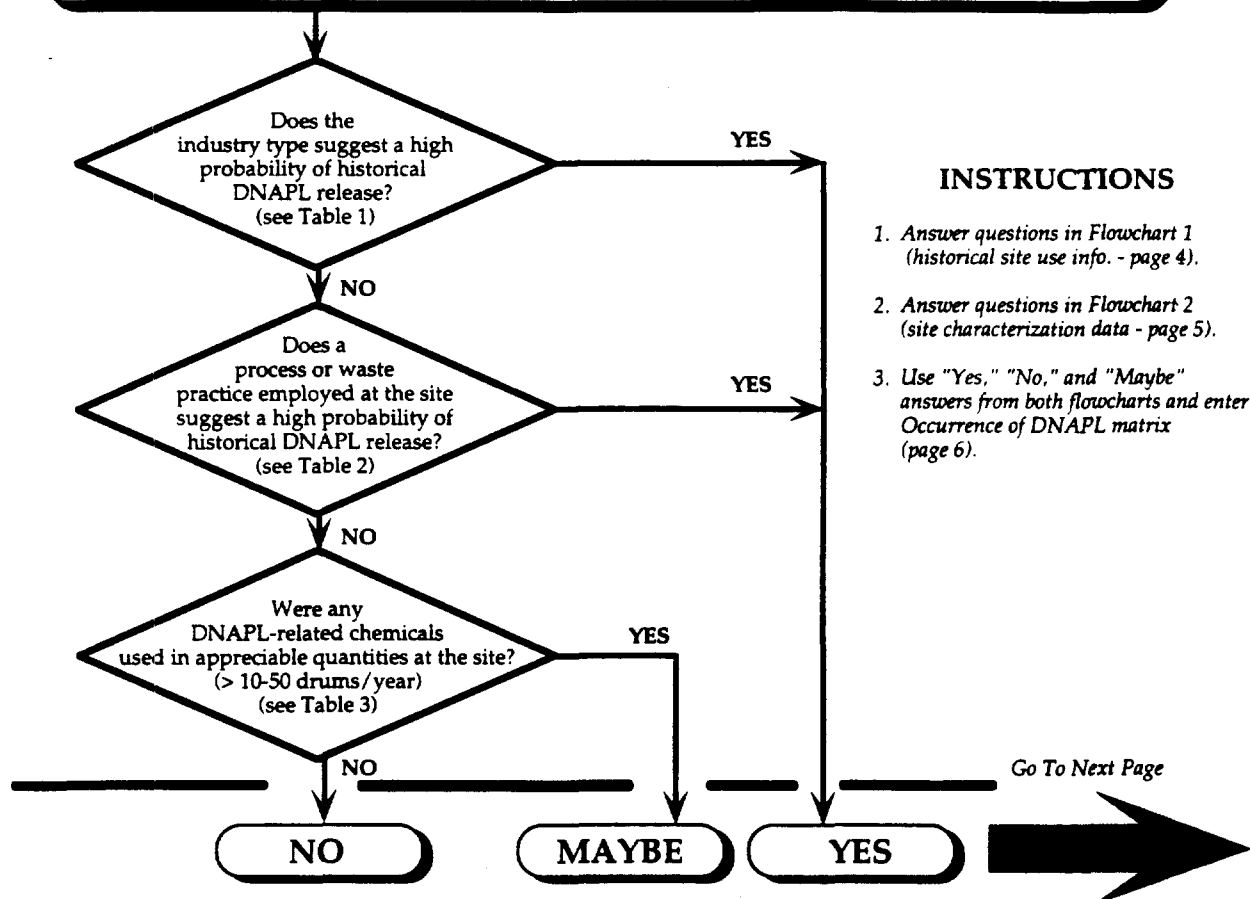 Does the
industry type suggest a high
probability of historical
DNAPL release?
(see Table 1)
YES
NO
Does a
process or waste
practice employed at the site
suggest a high probability of
historical DNAPL release?
(see Table 2)
YES
NO
Were any
DNAPL-related chemicals
used in appreciable quantities at the site?
(> 10-50 drums/year)
(see Table 3)
YES
NO
INSTRUCTIONS
1. Answer questions in Flowchart 1
(historical site use info. - page 4).
2. Answer questions in Flowchart 2
(site characterization data - page 5).
3. Use "Yes," "No," and "Maybe"
answers from both flowcharts and enter
Occurrence of DNAPL matrix
(page 6).
Go To Next Page
NO
MAYBE
YES